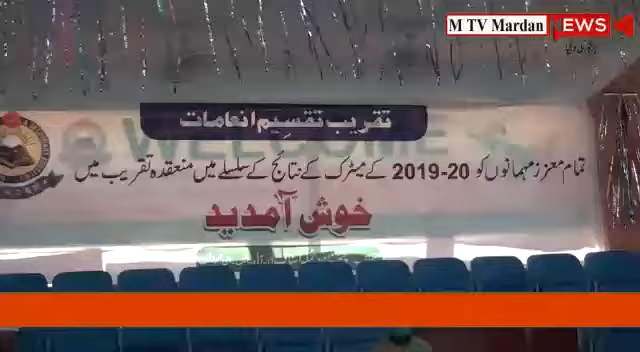 M TV Mardan NEWS
تقریب تقسیم انعامات
WELCOME
تمام معزز مہمانوں کو 20-2019 کے میٹرک کے نتائج کے سلسلے میں منعقدہ تقریب میں
خوش آمدید